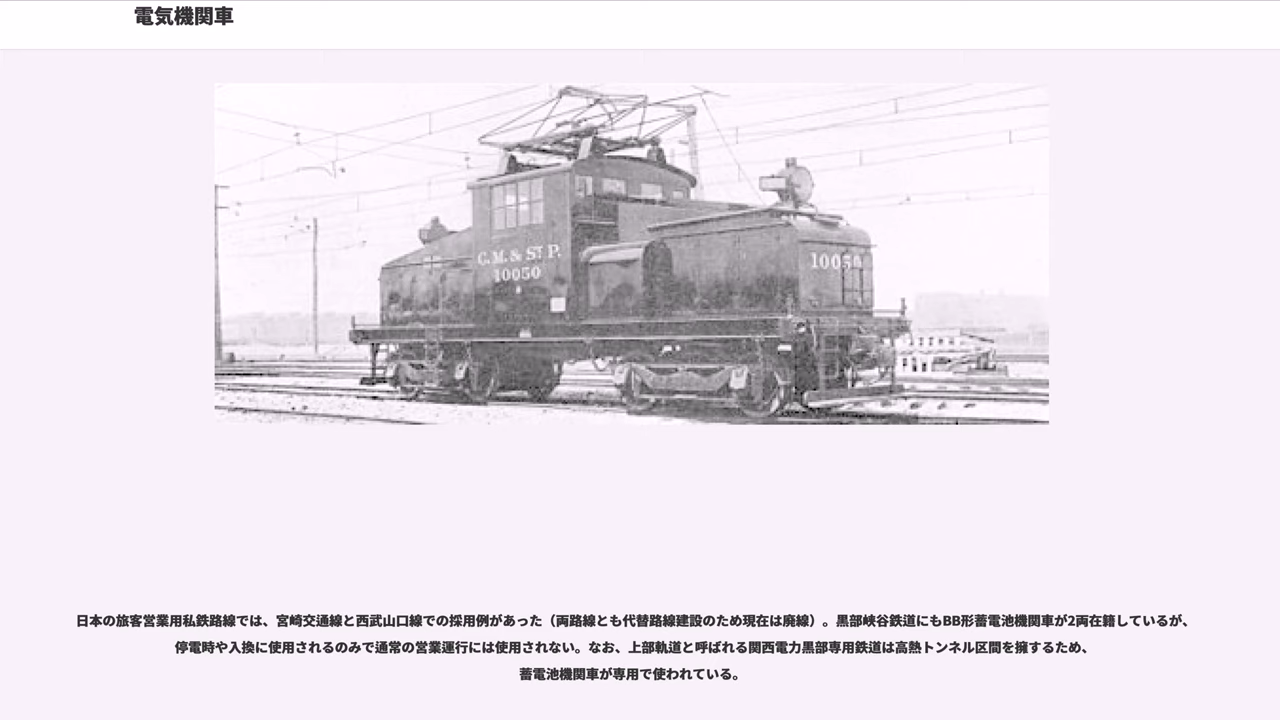 電気機関車
C.M.& ST P.
10050
10050
日本の旅客営業用私鉄路線では、宮崎交通線と西武山口線での採用例があった（両路線とも代替路線建設のため現在は廃線）。黒部峡谷鉄道にもBB形蓄電池機関車が2両在籍しているが、
停電時や入換に使用されるのみで通常の営業運行には使用されない。なお、上部軌道と呼ばれる関西電力黒部専用鉄道は高熱トンネル区間を擁するため、
蓄電池機関車が専用で使われている。